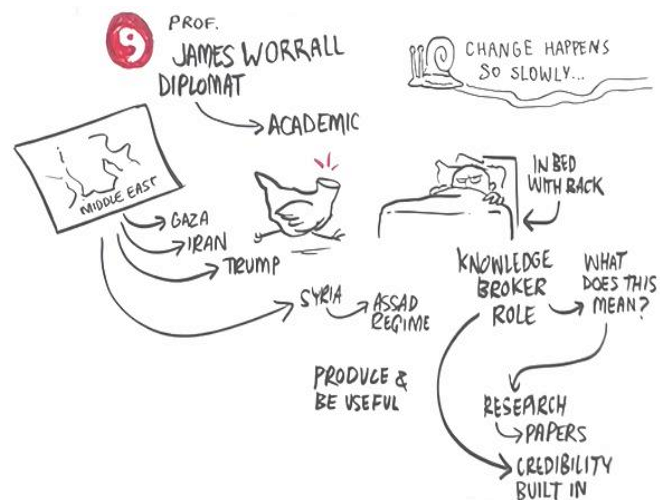 9
PROF.
JAMES WORRALL
DIPLOMAT
ACADEMIC
CHANGE HAPPENS
SO SLOWLY...
MIDDLE EAST
GAZA
IRAN
TRUMP
SYRIA
ASSAD
REGIME
IN BED
WITH BACK
KNOWLEDGE
BROKER
ROLE
WHAT
DOES THIS
MEAN?
PRODUCE &
BE USEFUL
RESEARCH
PAPERS
CREDIBILITY
BUILT IN